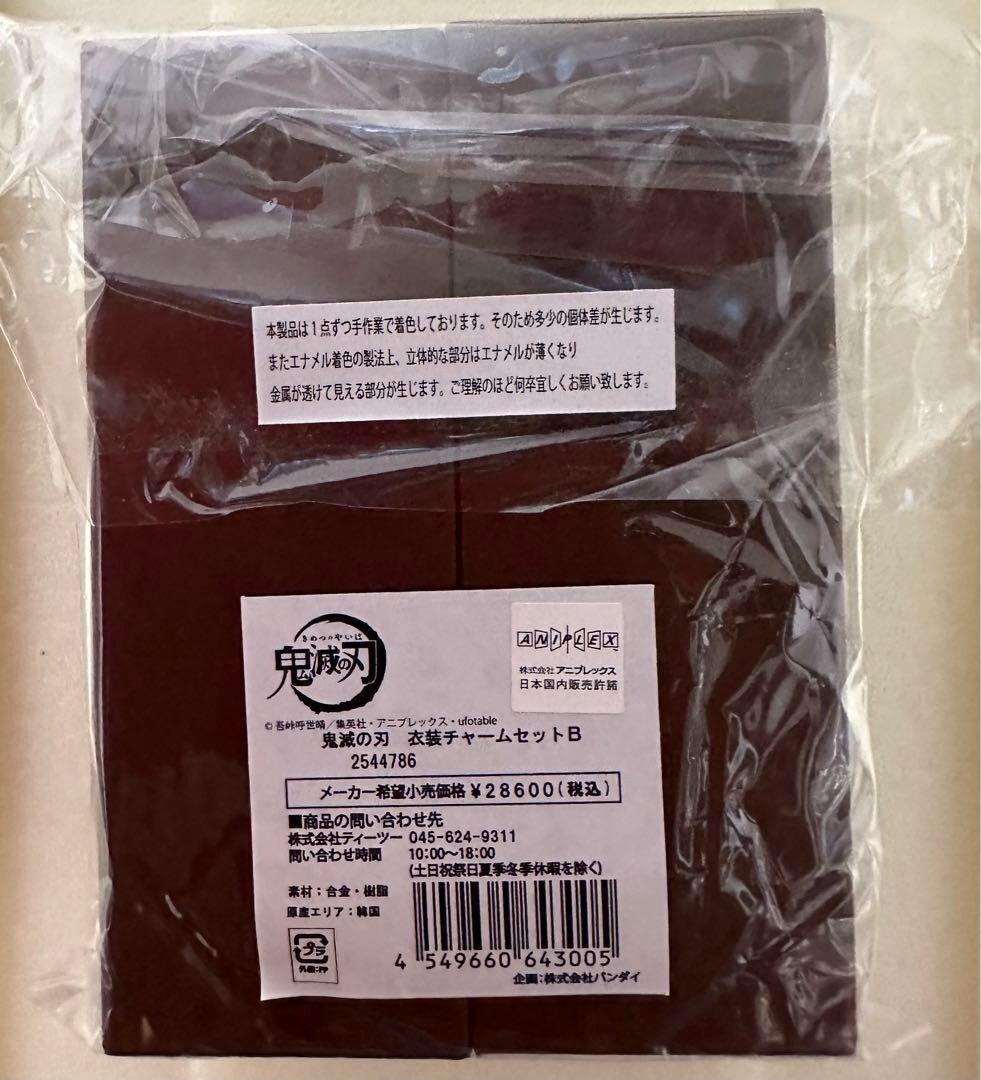 本製品は1点ずつ手作業で着色しております。そのため多少の個体差が生じます。
またエナメル着色の製法上、立体的な部分はエナメルが薄くなり
金属が透けて見える部分が生じます。ご理解のほど何卒宜しくお願い致します。
きめつのやいば
鬼滅の刃
ANIPLEX
株式会社アニプレックス
日本国内販売許諾
©吾峠呼世晴／集英社・アニプレックス・ufotable
鬼滅の刃 衣装チャームセットB
2544786
メーカー希望小売価格¥28600(税込)
■商品の問い合わせ先
株式会社ティーツー 045-624-9311
問い合わせ時間 10:00〜18:00
(土日祝祭日夏季冬季休暇を除く)
素材;合金・樹脂
原産エリア:韓国
プラ
外袋:PP
4 549660 643005
企画:株式会社バンダイ